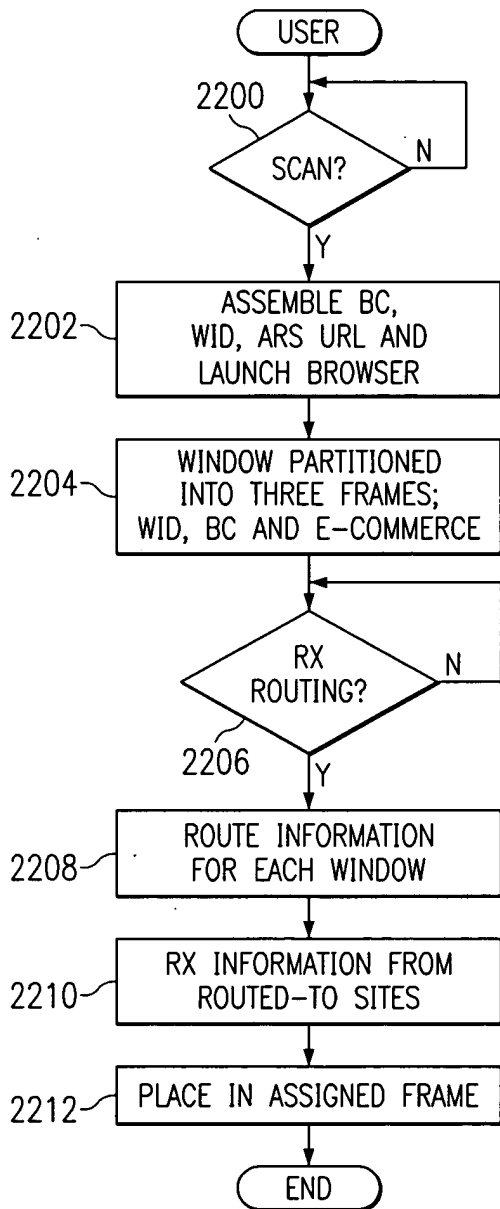 USER
2200
SCAN?
N
Y
2202
ASSEMBLE BC,
WID, ARS URL AND
LAUNCH BROWSER
2204
WINDOW PARTITIONED
INTO THREE FRAMES;
WID, BC AND E-COMMERCE
RX
ROUTING?
N
2206
Y
2208
ROUTE INFORMATION
FOR EACH WINDOW
2210
RX INFORMATION FROM
ROUTED-TO SITES
2212
PLACE IN ASSIGNED FRAME
END